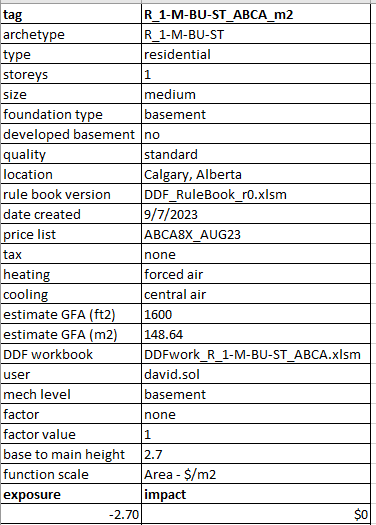 tag R_1-M-BU-ST_ABCA_m2
archetype R_1-M-BU-ST
type residential
storeys 1
size medium
foundation type basement
developed basement no
quality standard
location Calgary, Alberta
rule book version DDF_RuleBook_r0.xlsm
date created 9/7/2023
price list ABCA8X_AUG23
tax none
heating forced air
cooling central air
estimate GFA (ft2) 1600
estimate GFA (m2) 148.64
DDF workbook DDFwork_R_1-M-BU-ST_ABCA.xlsm
user david.sol
mech level basement
factor none
factor value 1
base to main height 2.7
function scale Area - $/m2
exposure impact
-2.70 $0